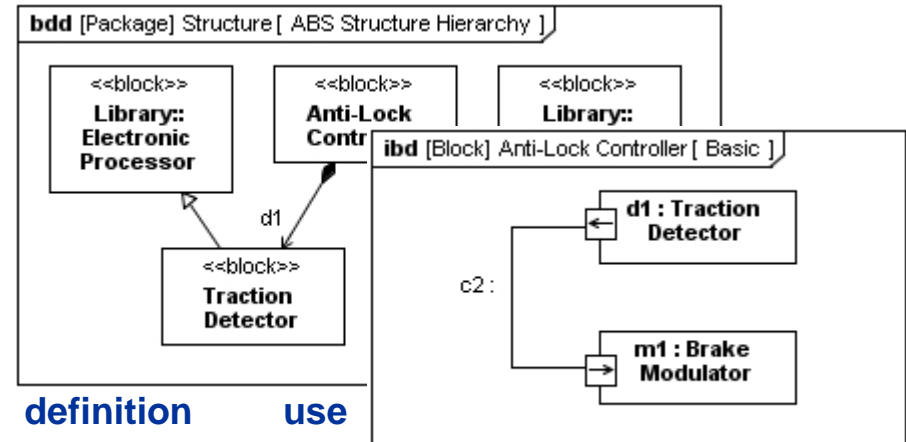 bdd [Package] Structure [ ABS Structure Hierarchy ]
<<block>>
Library::
Electronic
Processor
<<block>>
Anti-Lock
<<block>>
Library::
d1
<<block>>
Traction
Detector
definition use
ibd [Block] Anti-Lock Controller [ Basic ]
d1 : Traction
Detector
c2 :
m1 : Brake
Modulator